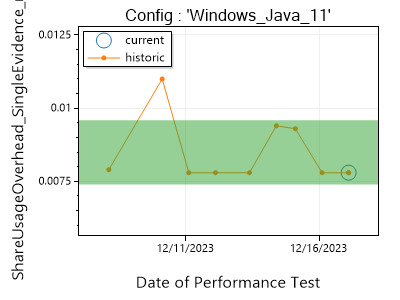 Config : 'Windows_Java_11'
current
historic
0.0125
0.01
0.0075
ShareUsageOverhead_SingleEvidence_
12/11/2023
12/16/2023
Date of Performance Test